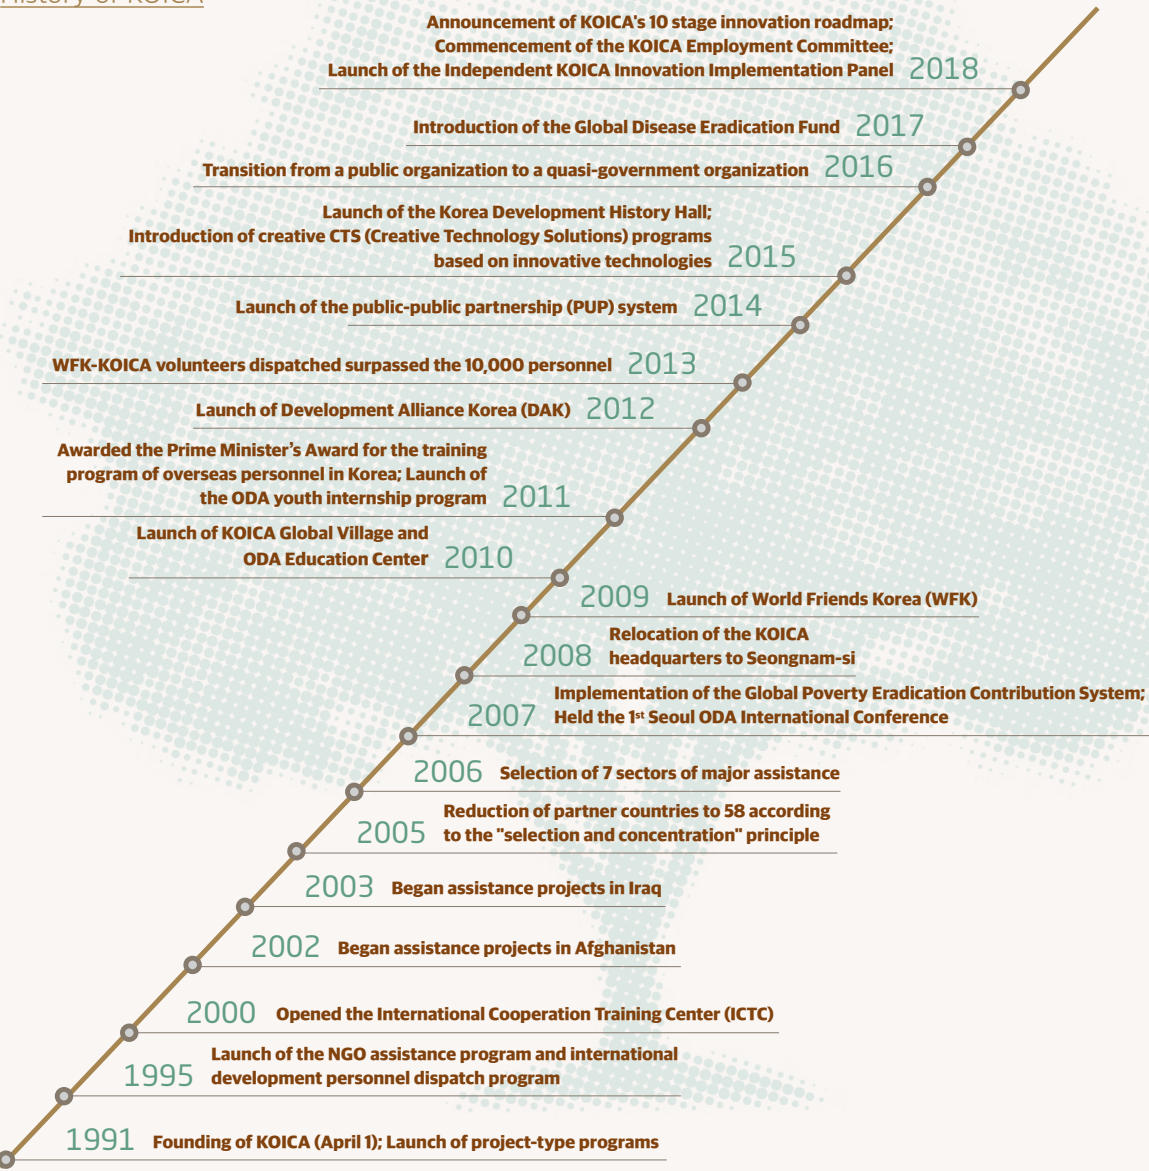 History of KOICA
Announcement of KOICA's 10 stage innovation roadmap;
Commencement of the KOICA Employment Committee;
Launch of the Independent KOICA Innovation Implementation Panel 2018
Introduction of the Global Disease Eradication Fund 2017
Transition from a public organization to a quasi-government organization 2016
Launch of the Korea Development History Hall;
Introduction of creative CTS (Creative Technology Solutions) programs
based on innovative technologies 2015
Launch of the public-public partnership (PUP) system 2014
WFK-KOICA volunteers dispatched surpassed the 10,000 personnel 2013
Launch of Development Alliance Korea (DAK) 2012
Awarded the Prime Minister’s Award for the training
program of overseas personnel in Korea; Launch of
the ODA youth internship program 2011
Launch of KOICA Global Village and
ODA Education Center 2010
2009 Launch of World Friends Korea (WFK)
Relocation of the KOICA
2008 headquarters to Seongnam-si
Implementation of the Global Poverty Eradication Contribution System;
2007 Held the 1st Seoul ODA International Conference
2006 Selection of 7 sectors of major assistance
Reduction of partner countries to 58 according
2005 to the "selection and concentration" principle
2003 Began assistance projects in Iraq
2002 Began assistance projects in Afghanistan
2000 Opened the International Cooperation Training Center (ICTC)
Launch of the NGO assistance program and international
1995 development personnel dispatch program
1991 Founding of KOICA (April 1); Launch of project-type programs